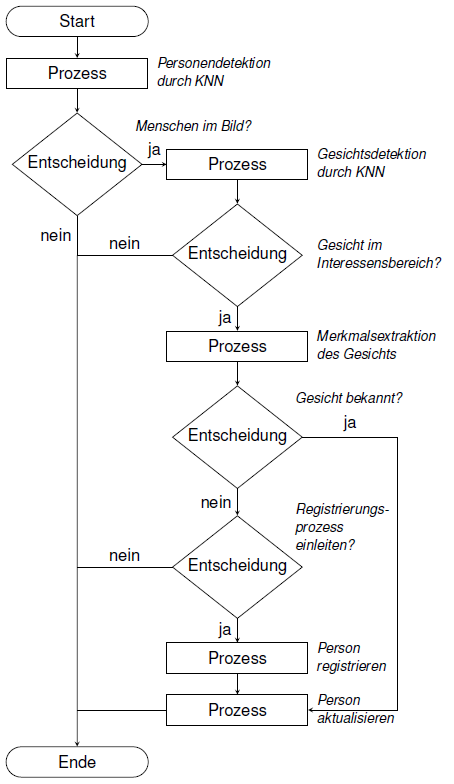 Start
Prozess
Personendetektion
durch KNN
Menschen im Bild?
Entscheidung
ja
Prozess
Gesichtsdetektion
durch KNN
nein
nein
Entscheidung
Gesicht im
Interessensbereich?
ja
Prozess
Merkmalsextraktion
des Gesichts
Gesicht bekannt?
Entscheidung
ja
nein
Registrierungs-
prozess
einleiten?
nein
Entscheidung
ja
Prozess
Person
registrieren
Prozess
Person
aktualisieren
Ende